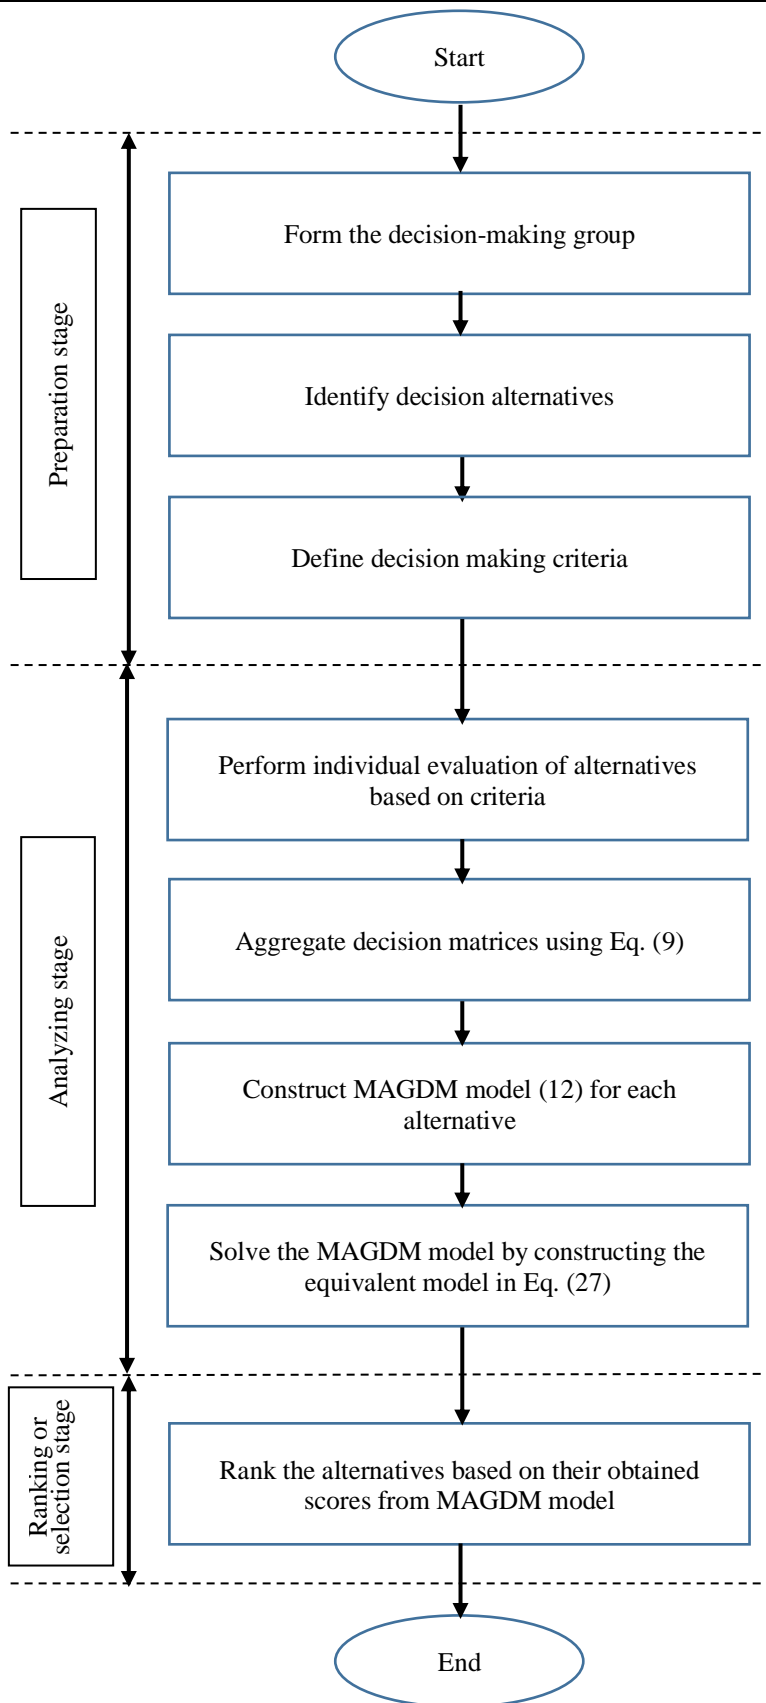 Start
Preparation stage
Form the decision-making group
Identify decision alternatives
Define decision making criteria
Analyzing stage
Perform individual evaluation of alternatives
based on criteria
Aggregate decision matrices using Eq. (9)
Construct MAGDM model (12) for each
alternative
Solve the MAGDM model by constructing the
equivalent model in Eq. (27)
Ranking or
selection stage
Rank the alternatives based on their obtained
scores from MAGDM model
End